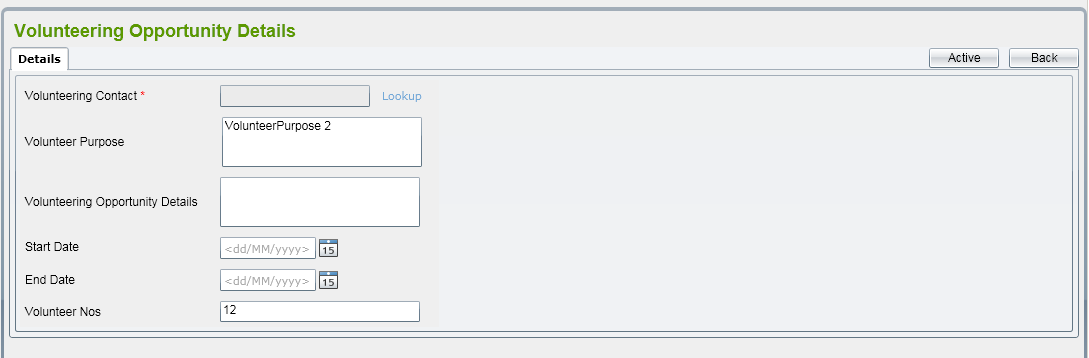 Volunteering Opportunity Details
Details
Active
Back
Volunteering Contact *
Lookup
Volunteer Purpose
VolunteerPurpose 2
Volunteering Opportunity Details
Start Date
<dd/MM/yyyy>
15
End Date
<dd/MM/yyyy>
15
Volunteer Nos
12